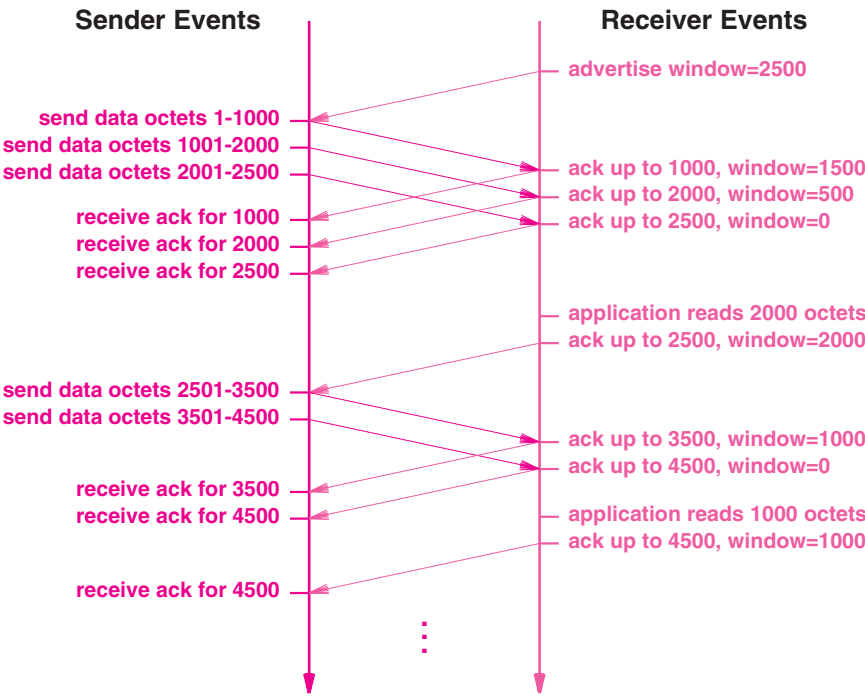 Sender Events
Receiver Events
advertise window=2500
send data octets 1-1000
send data octets 1001-2000
send data octets 2001-2500
ack up to 1000, window=1500
ack up to 2000, window=500
ack up to 2500, window=0
receive ack for 1000
receive ack for 2000
receive ack for 2500
application reads 2000 octets
ack up to 2500, window=2000
send data octets 2501-3500
send data octets 3501-4500
ack up to 3500, window=1000
ack up to 4500, window=0
receive ack for 3500
receive ack for 4500
application reads 1000 octets
ack up to 4500, window=1000
receive ack for 4500